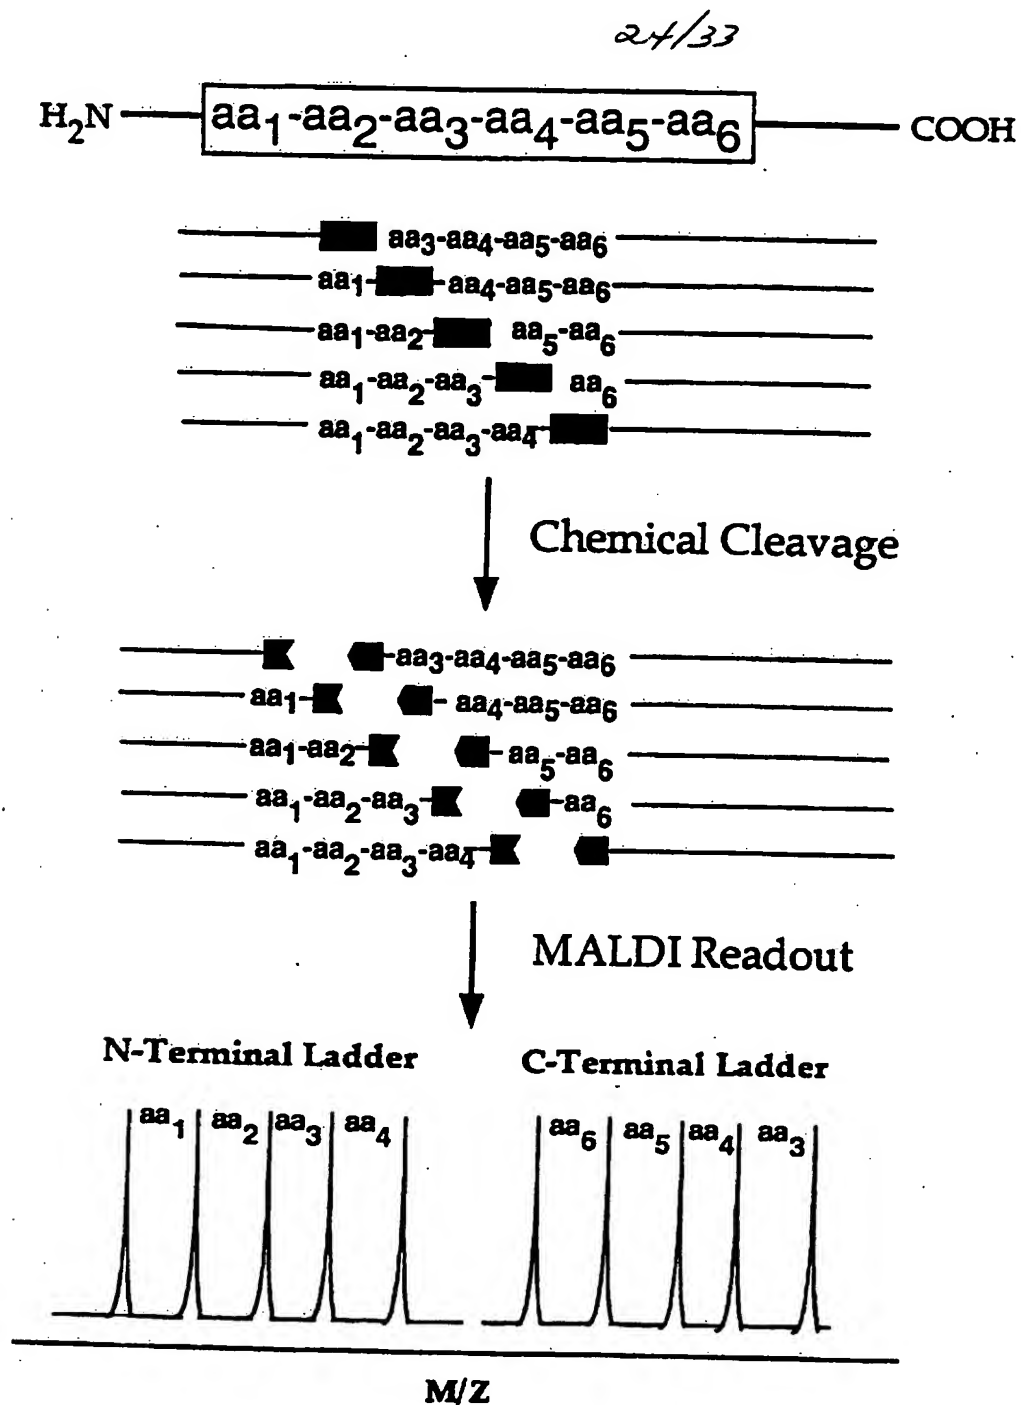 24/33
H₂N aa₁-aa₂-aa₃-aa₄-aa₅-aa₆ COOH
aa₃-aa₄-aa₅-aa₆
aa₁- -aa₄-aa₅-aa₆
aa₁-aa₂- aa₅-aa₆
aa₁-aa₂-aa₃- aa₆
aa₁-aa₂-aa₃-aa₄-
Chemical Cleavage
-aa₃-aa₄-aa₅-aa₆
aa₁- - aa₄-aa₅-aa₆
aa₁-aa₂- -aa₅-aa₆
aa₁-aa₂-aa₃- -aa₆
aa₁-aa₂-aa₃-aa₄-
MALDI Readout
N-Terminal Ladder C-Terminal Ladder
aa₁ aa₂ aa₃ aa₄ aa₆ aa₅ aa₄ aa₃
M/Z